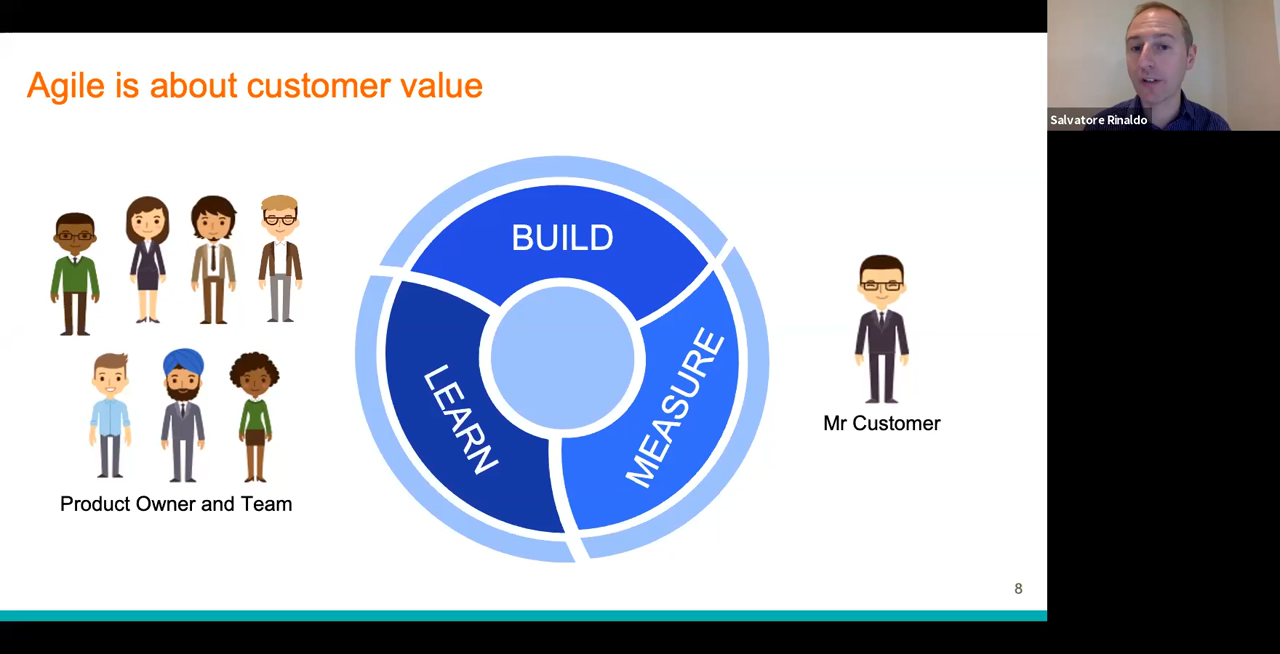 Agile is about customer value
Salvatore Rinaldo
BUILD
MEASURE
LEARN
Mr Customer
Product Owner and Team
8